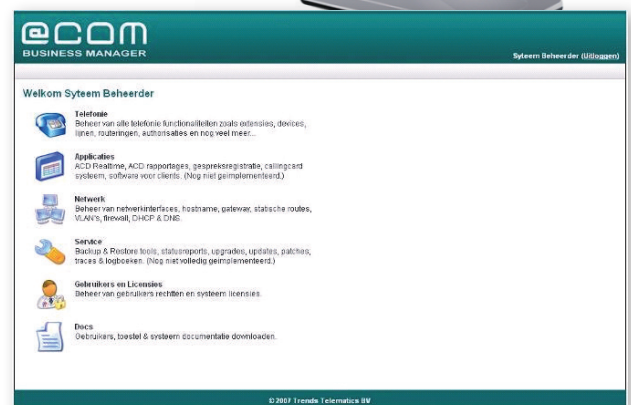 @COM
BUSINESS MANAGER
Syteem Beheerder (Uitloggen)
Welkom Syteem Beheerder
Telefonie
Beheer van alle telefonie functionaliteiten zoals extensies, devices,
lijnen, routeringen, authorisaties en nog veel meer...
Applicaties
ACD Realtime, ACD rapportages, gespreksregistratie, callingcard
systeem, software voor clients. (Nog niet geimplementeerd.)
Netwerk
Beheer van netwerkinterfaces, hostname, gateway, statische routes,
VLAN's, firewall, DHCP & DNS.
Service
Backup & Restore tools, statusreports, upgrades, updates, patches,
traces & logboeken. (Nog niet volledig geimplementeerd.)
Gebruikers en Licensies
Beheer van gebruikers rechtten en systeem licensies.
Docs
Gebruikers, toestel & systeem documentatie downloaden.
© 2007 Trends Telematics BV